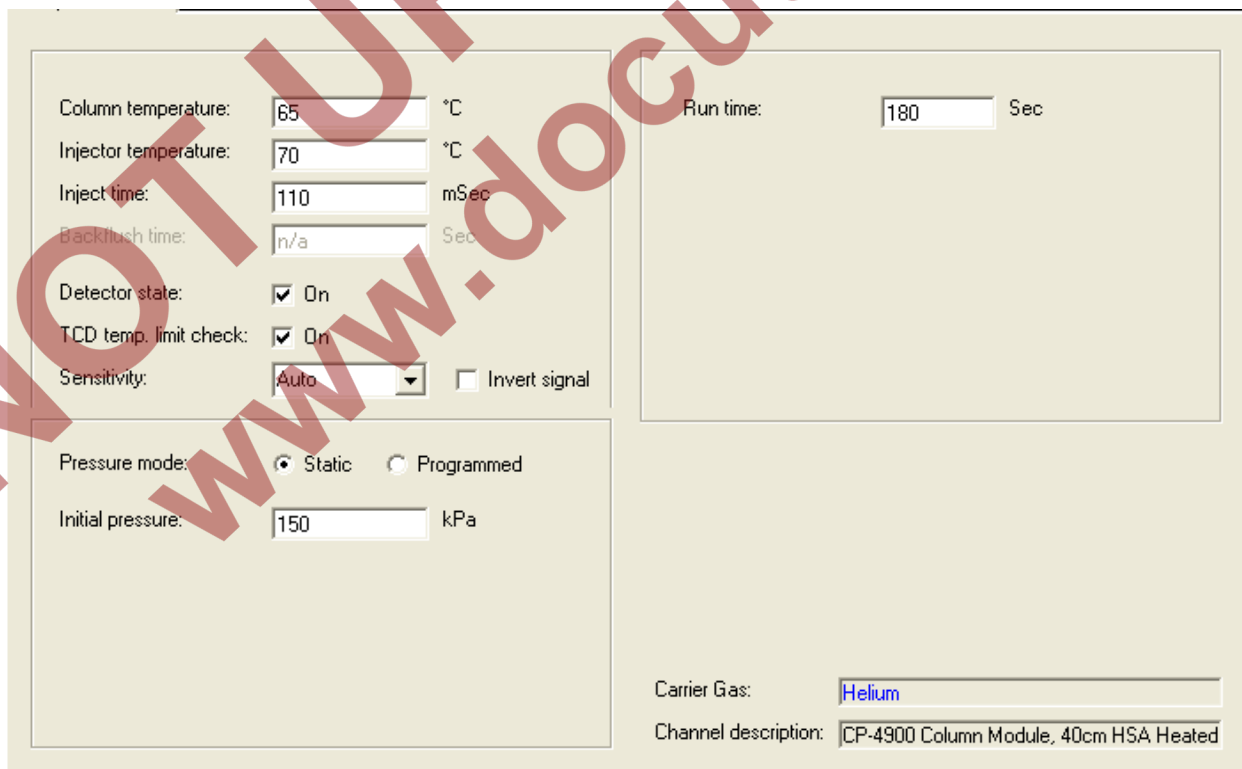 Column temperature: 65 °C
Injector temperature: 70 °C
Inject time: 110 mSec
Backflush time: n/a Sec
Detector state: On
TCD temp. limit check: On
Sensitivity: Auto Invert signal
Pressure mode: Static Programmed
Initial pressure: 150 kPa
Run time: 180 Sec
Carrier Gas: Helium
Channel description: CP-4900 Column Module, 40cm HSA Heated
NOT
www.docu